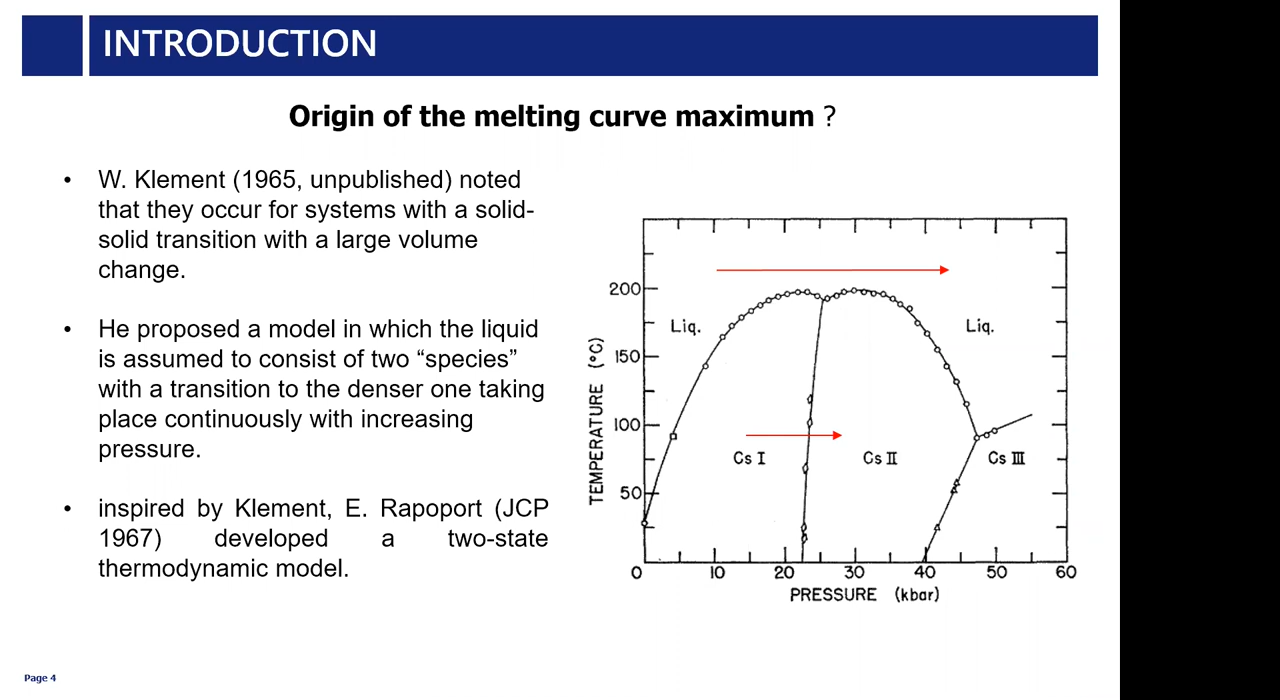 INTRODUCTION
Origin of the melting curve maximum ?
• W. Klement (1965, unpublished) noted
that they occur for systems with a solid-
solid transition with a large volume
change.
• He proposed a model in which the liquid
is assumed to consist of two “species”
with a transition to the denser one taking
place continuously with increasing
pressure.
• inspired by Klement, E. Rapoport (JCP
1967) developed a two-state
thermodynamic model.
TEMPERATURE (°C)
200
150
100
50
Liq.
Liq.
Cs I
Cs II
Cs III
0 10 20 30 40 50 60
PRESSURE (kbar)
Page 4